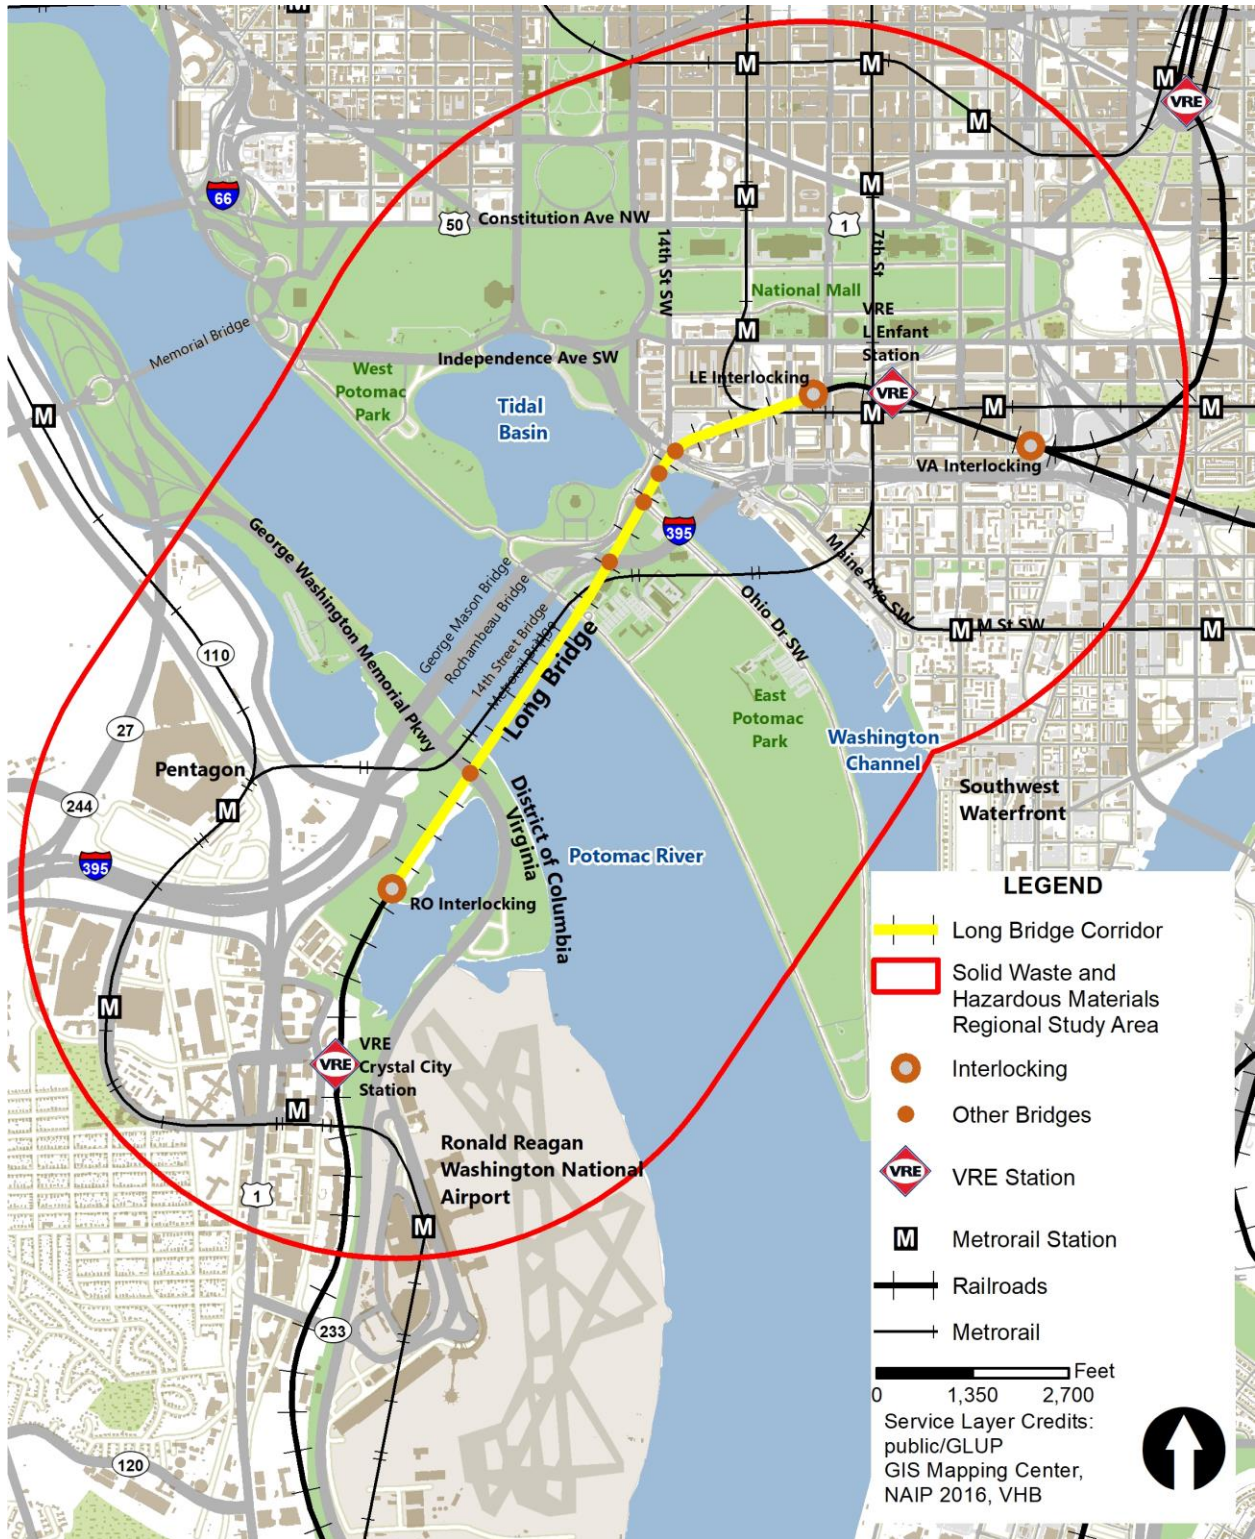 M
M
M
M
M
VRE
66
50
Constitution Ave NW
M
M
1
14th St SW
7th St
National Mall
VRE
L Enfant
Station
Memorial Bridge
M
Independence Ave SW
West
Potomac
Park
LE Interlocking
VRE
Tidal
Basin
M
M
M
M
VA Interlocking
395
George Washington Memorial Pkwy
George Mason Bridge
Rochambeau Bridge
14th Street Bridge
Metrorail Bridge
Long Bridge
Maine Ave SW
Ohio Dr SW
M
M St SW
M
110
27
East
Potomac
Park
Washington
Channel
Pentagon
M
244
395
District of Columbia
Virginia
Southwest
Waterfront
Potomac River
RO Interlocking
M
VRE
VRE
Crystal City
Station
M
Ronald Reagan
Washington National
Airport
1
M
233
120
LEGEND
Long Bridge Corridor
Solid Waste and
Hazardous Materials
Regional Study Area
Interlocking
Other Bridges
VRE
VRE Station
M
Metrorail Station
Railroads
Metrorail
Feet
0 1,350 2,700
Service Layer Credits:
public/GLUP
GIS Mapping Center,
NAIP 2016, VHB